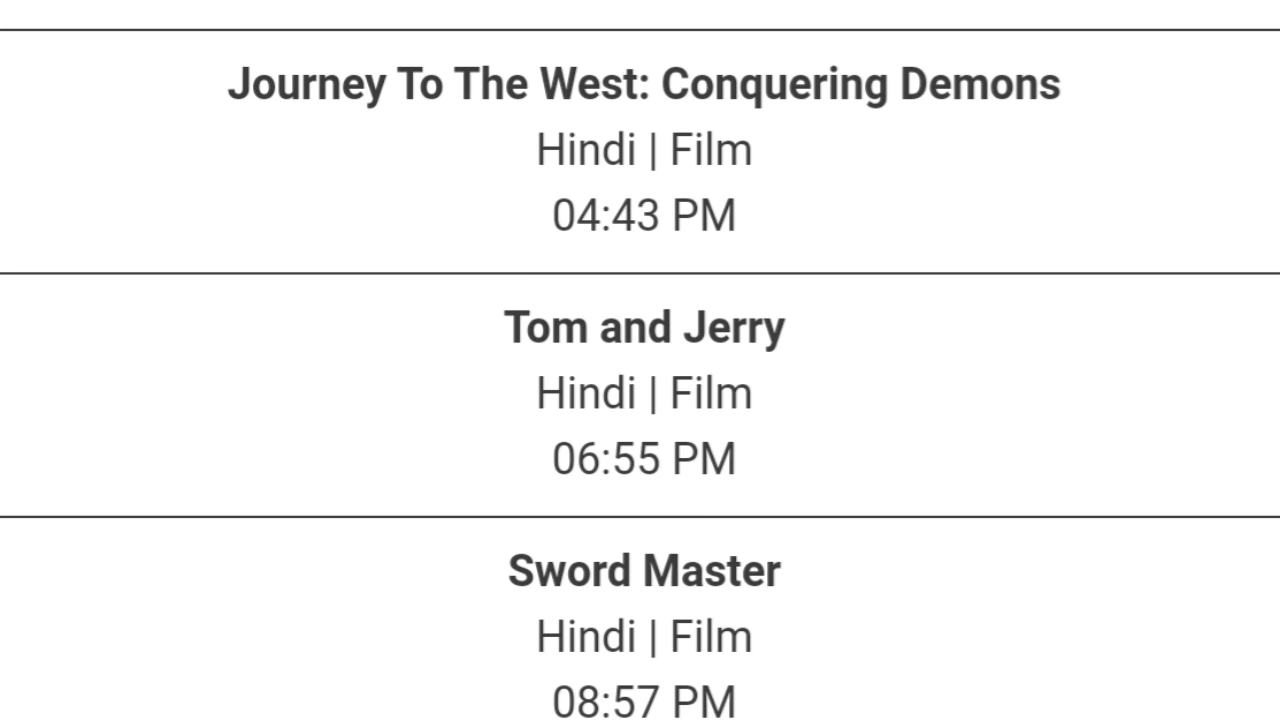 Journey To The West: Conquering Demons
Hindi | Film
04:43 PM
Tom and Jerry
Hindi | Film
06:55 PM
Sword Master
Hindi | Film
08:57 PM